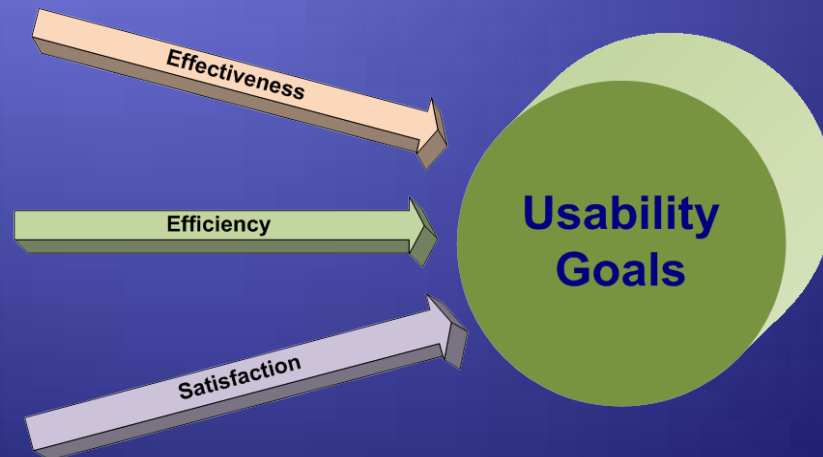 Effectiveness
Efficiency
Satisfaction
Usability
Goals